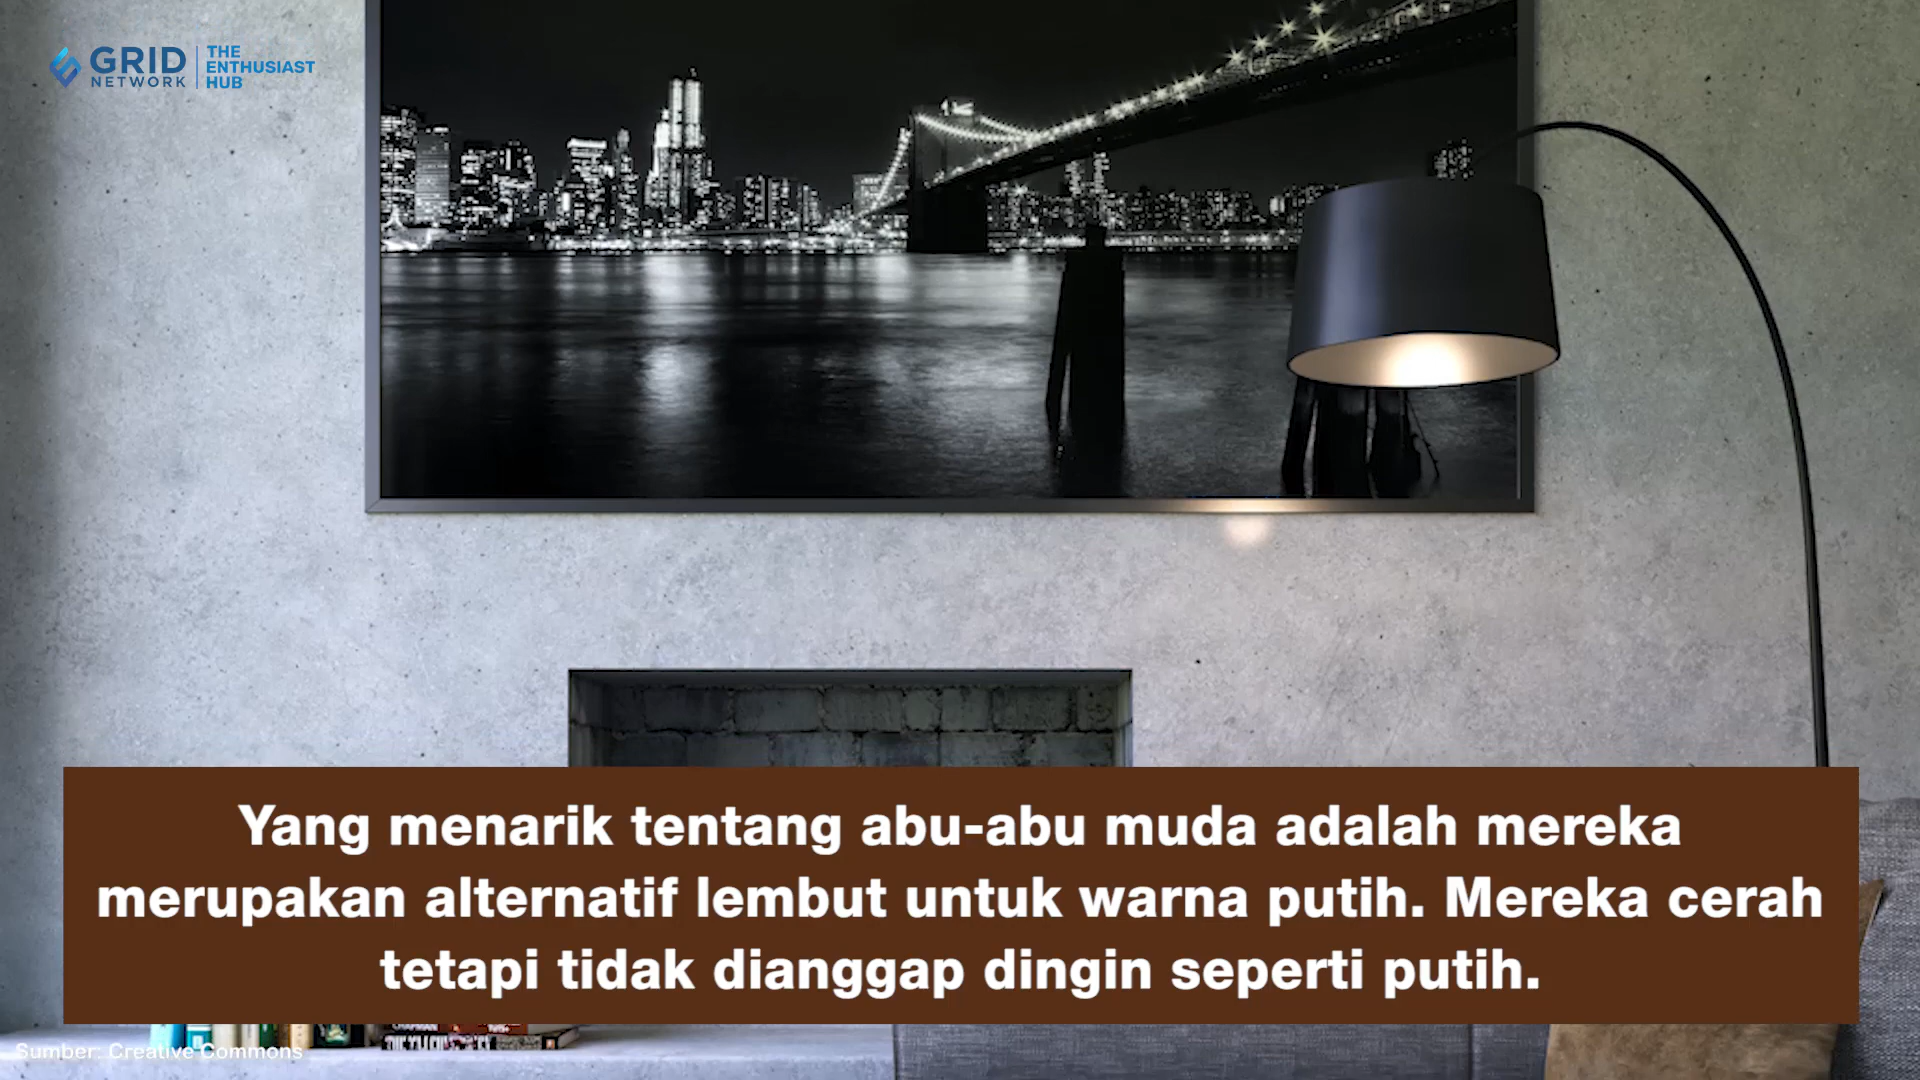 GRID
NETWORK
THE
ENTHUSIAST
HUB
Yang menarik tentang abu-abu muda adalah mereka
merupakan alternatif lembut untuk warna putih. Mereka cerah
tetapi tidak dianggap dingin seperti putih.
Sumber: Creative Commons